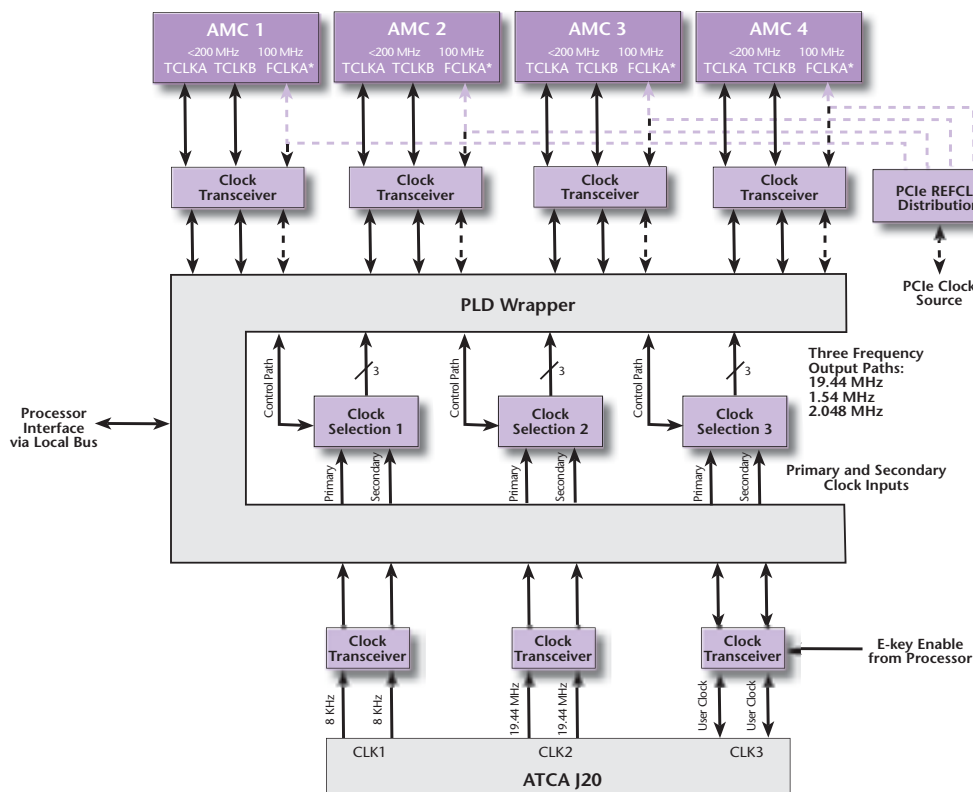 AMC 1
AMC 2
AMC 3
AMC 4
<200 MHz 100 MHz
TCLKA TCLKB FCLKA*
<200 MHz 100 MHz
TCLKA TCLKB FCLKA*
<200 MHz 100 MHz
TCLKA TCLKB FCLKA*
<200 MHz 100 MHz
TCLKA TCLKB FCLKA*
Clock
Transceiver
Clock
Transceiver
Clock
Transceiver
Clock
Transceiver
PCIe REFCL
Distribution
PCIe Clock
Source
PLD Wrapper
Control Path
3
Control Path
3
Control Path
3
Three Frequency
Output Paths:
19.44 MHz
1.54 MHz
2.048 MHz
Clock
Selection 1
Clock
Selection 2
Clock
Selection 3
Processor
Interface
via Local Bus
Primary
Secondary
Primary
Secondary
Primary
Secondary
Primary and Secondary
Clock Inputs
Clock
Transceiver
Clock
Transceiver
Clock
Transceiver
E-key Enable
from Processor
8 KHz
8 KHz
19.44 MHz
19.44 MHz
User Clock
User Clock
CLK1
CLK2
CLK3
ATCA J20